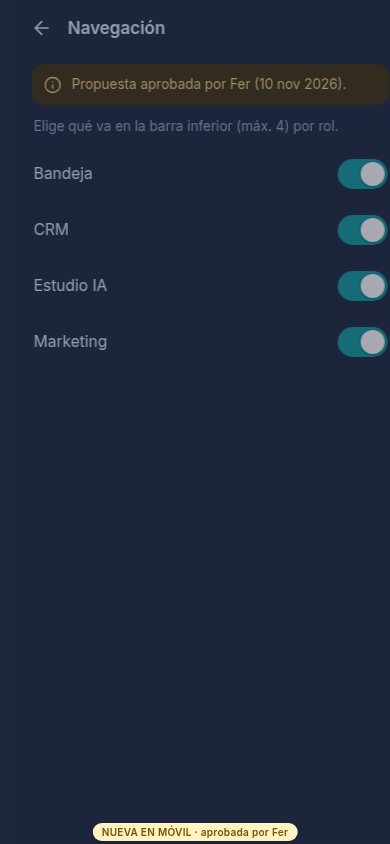 Navegación
Propuesta aprobada por Fer (10 nov 2026).
Elige qué va en la barra inferior (máx. 4) por rol.
Bandeja
CRM
Estudio IA
Marketing
NUEVA EN MÓVIL · aprobada por Fer